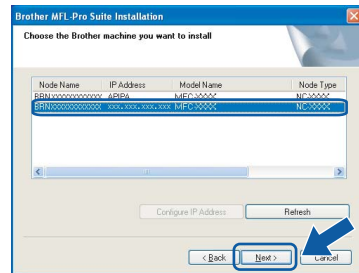 Brother MFL-Pro Suite Installation
Choose the Brother machine you want to install
Node Name IP Address Model Name Node Type
BRNXXXXXXXXXXXX APIPA MFC-XXXX NC-XXXX
BRNXXXXXXXXXXXX xxx.xxx.xxx.xxx MFC-XXXX NC-XXXX
Configure IP Address Refresh
< Back Next > Cancel